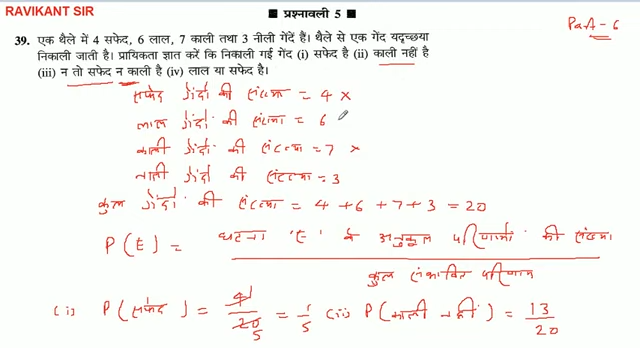 RAVIKANT SIR
■ प्रश्नावली 5 ■
Part - 6
39. एक थैले में 4 सफेद, 6 लाल, 7 काली तथा 3 नीली गेंदें हैं। थैले से एक गेंद यदृच्छया
निकाली जाती है। प्रायिकता ज्ञात करें कि निकाली गई गेंद (i) सफेद है (ii) काली नहीं है
(iii) न तो सफेद न काली है (iv) लाल या सफेद है।
सफेद गेंदों की संख्या = 4 ×
लाल गेंदों की संख्या = 6
काली गेंदों की संख्या = 7 ×
नीली गेंदों की संख्या = 3
कुल गेंदों की संख्या = 4 + 6 + 7 + 3 = 20
P(E) = घटना 'E' के अनुकूल परिणामों की संख्या
कुल संभावित परिणाम
(i) P(सफेद) = 4/20 = 1/5 (ii) P(काली नहीं) = 13/20